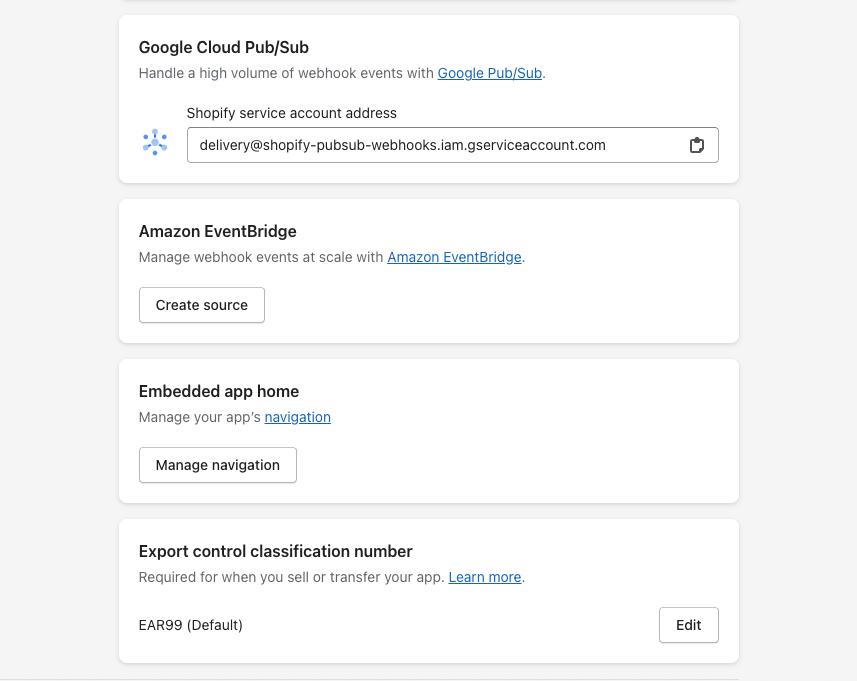 Google Cloud Pub/Sub
Handle a high volume of webhook events with Google Pub/Sub.
Shopify service account address
delivery@shopify-pubsub-webhooks.iam.gserviceaccount.com
Amazon EventBridge
Manage webhook events at scale with Amazon EventBridge.
Create source
Embedded app home
Manage your app's navigation
Manage navigation
Export control classification number
Required for when you sell or transfer your app. Learn more.
EAR99 (Default)
Edit